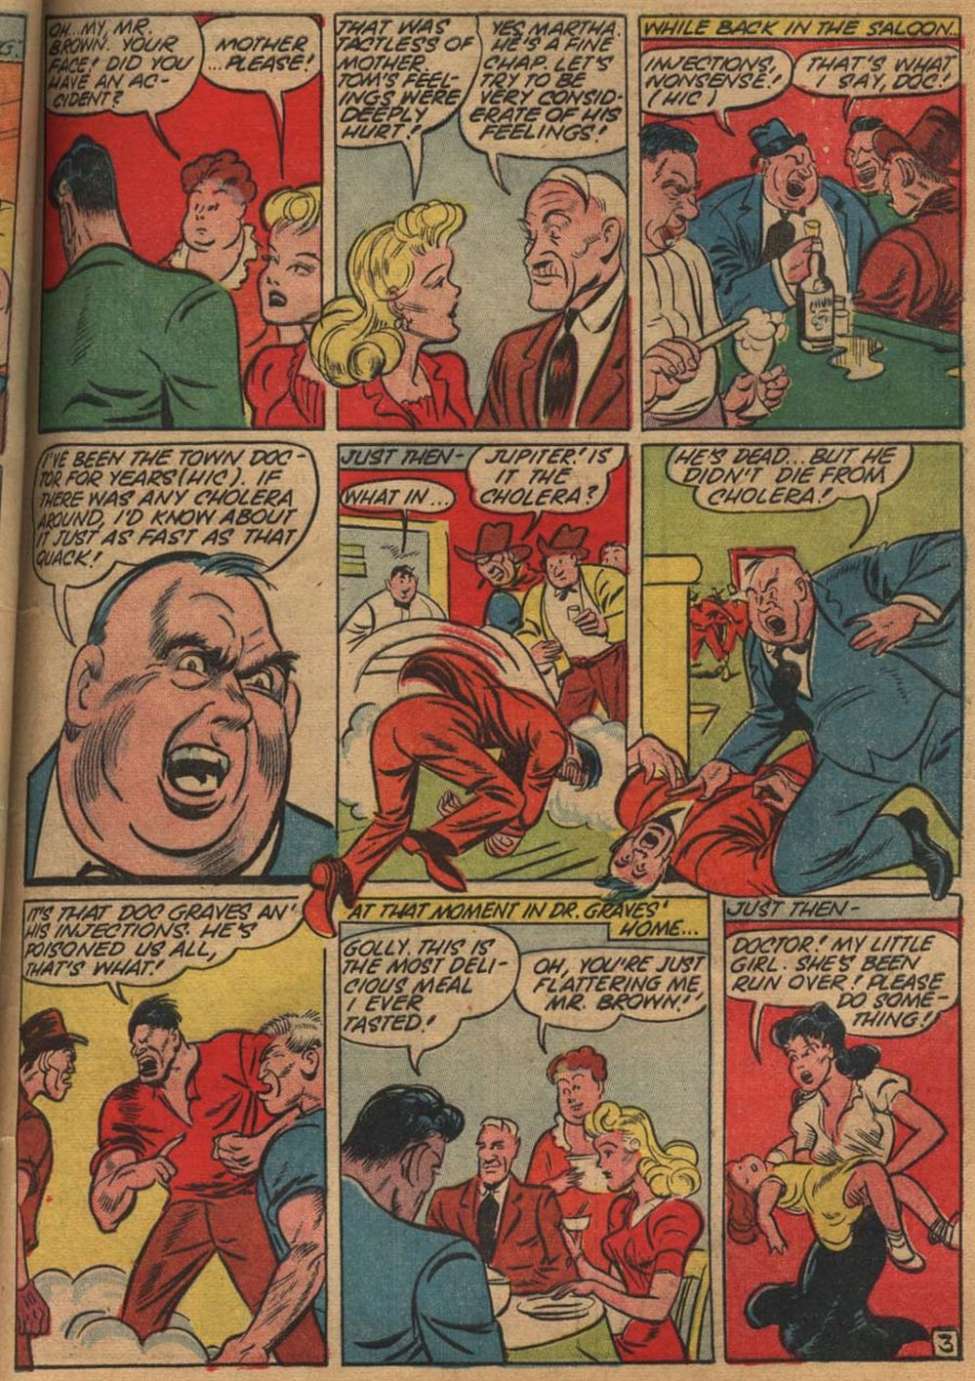 OH...MY, MR.
BROWN. YOUR
FACE! DID YOU
HAVE AN AC-
CIDENT?
MOTHER
...PLEASE!
THAT WAS
TACTLESS OF
MOTHER.
TOM'S FEEL-
INGS WERE
DEEPLY
HURT!
YES, MARTHA.
HE'S A FINE
CHAP. LET'S
TRY TO BE
VERY CONSID-
ERATE OF HIS
FEELINGS!
WHILE BACK IN THE SALOON...
INJECTIONS,
NONSENSE!
(HIC)
THAT'S WHAT
I SAY, DOC!
I'VE BEEN THE TOWN DOC-
TOR FOR YEARS (HIC). IF
THERE WAS ANY CHOLERA
AROUND, I'D KNOW ABOUT
IT JUST AS FAST AS THAT
QUACK!
JUST THEN-
WHAT IN...
JUPITER! IS
IT THE
CHOLERA?
HE'S DEAD... BUT HE
DIDN'T DIE FROM
CHOLERA!
IT'S THAT DOC GRAVES AN'
HIS INJECTIONS. HE'S
POISONED US ALL,
THAT'S WHAT!
AT THAT MOMENT IN DR. GRAVES'
HOME...
GOLLY. THIS IS
THE MOST DELI-
CIOUS MEAL
I EVER
TASTED!
OH, YOU'RE JUST
FLATTERING ME,
MR. BROWN!'
JUST THEN-
DOCTOR! MY LITTLE
GIRL. SHE'S BEEN
RUN OVER! PLEASE
DO SOME-
THING!
3